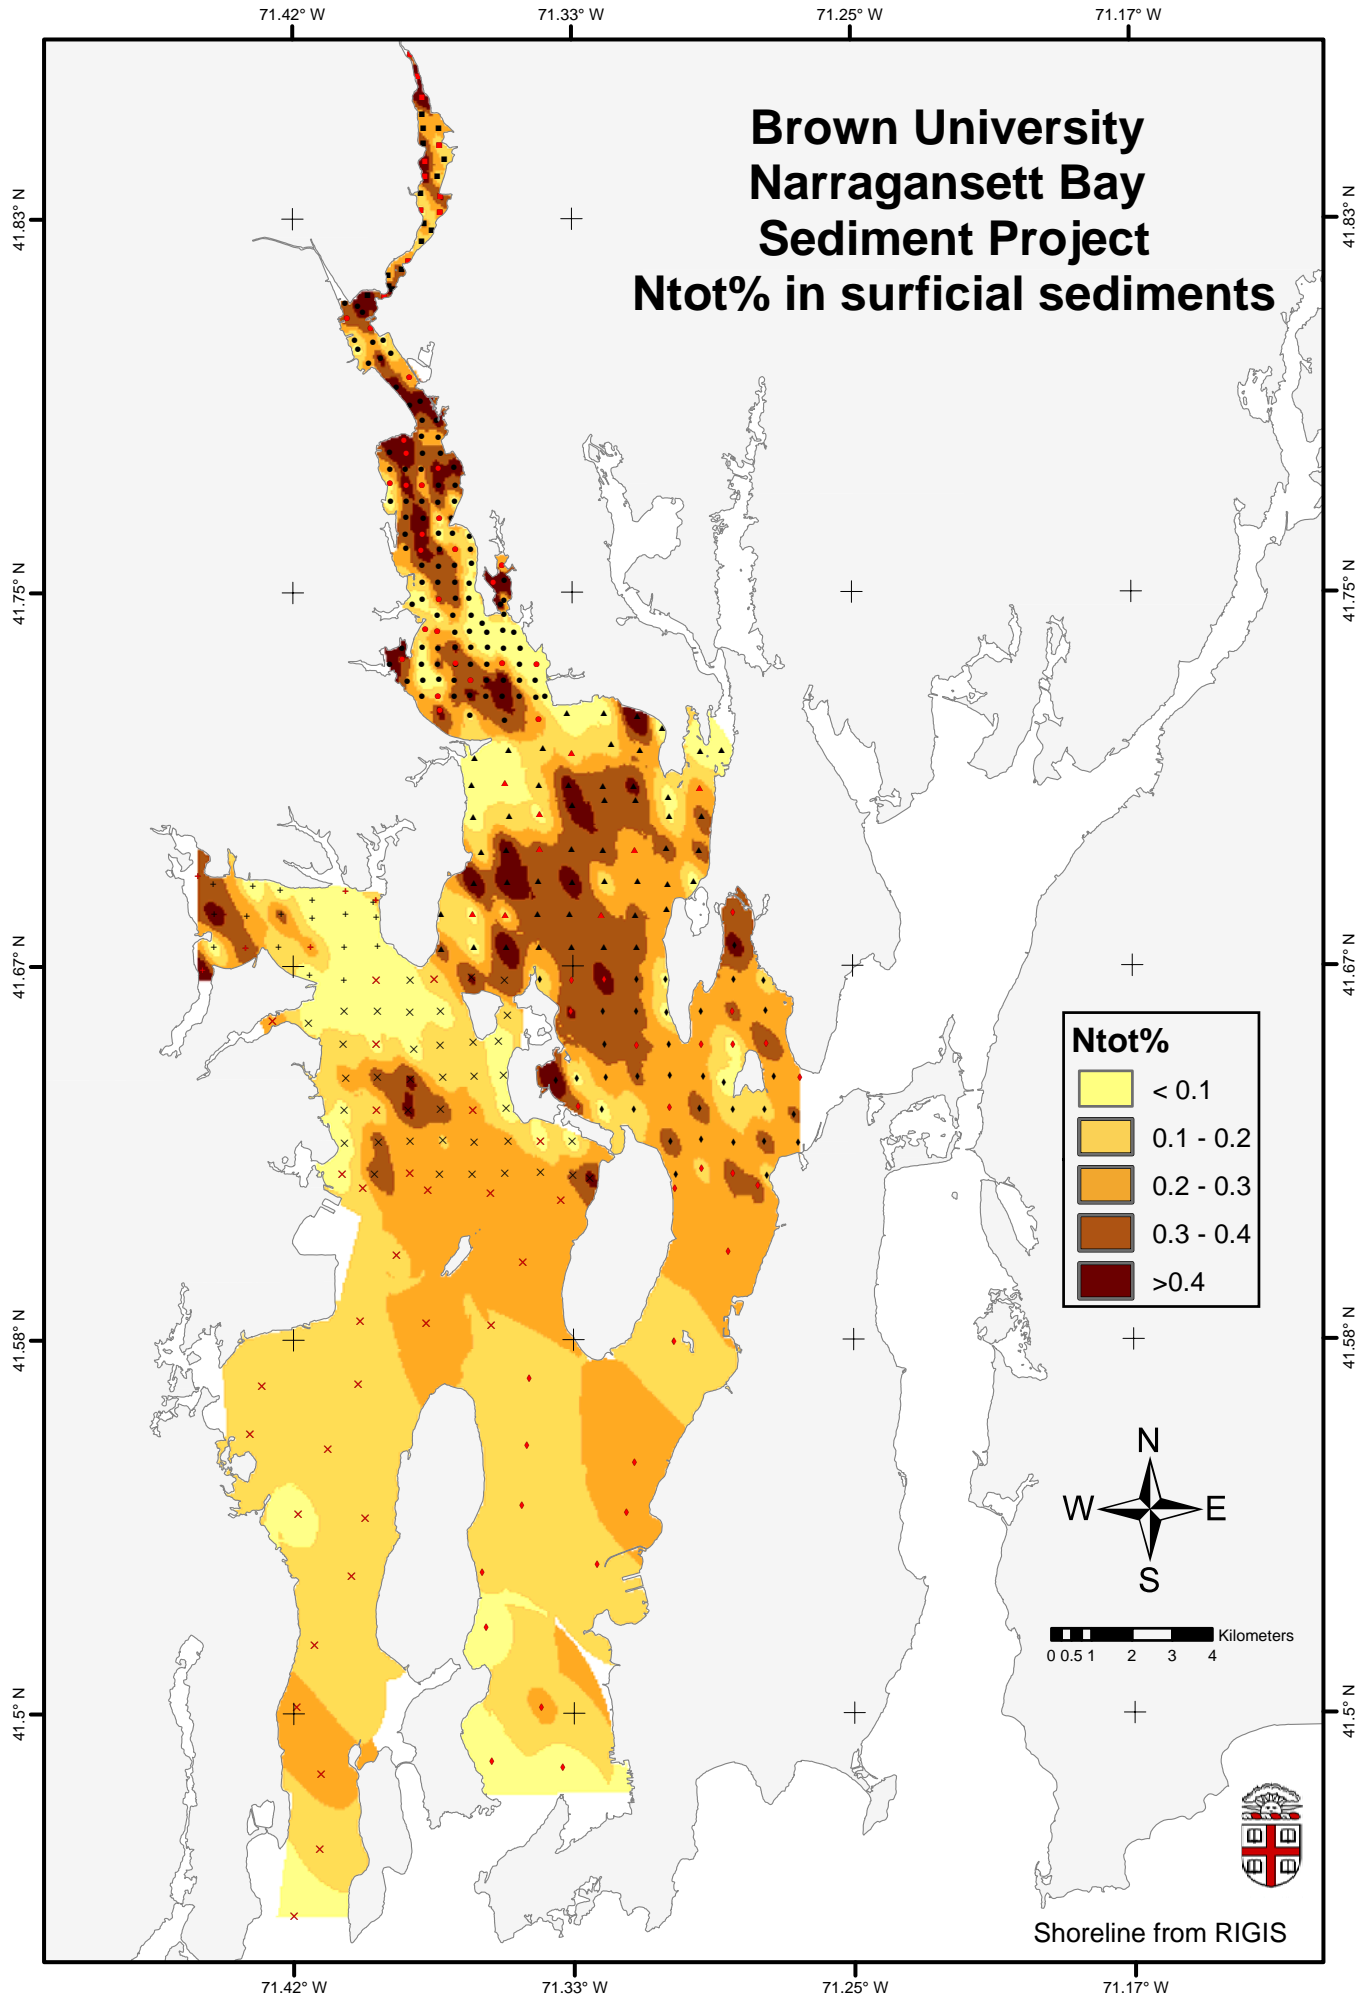 71.42° W
71.33° W
71.25° W
71.17° W
Brown University
Narragansett Bay
Sediment Project
Ntot% in surficial sediments
41.83° N
41.83° N
41.75° N
41.75° N
41.67° N
41.67° N
Ntot%
< 0.1
0.1 - 0.2
0.2 - 0.3
0.3 - 0.4
>0.4
41.58° N
41.58° N
N
W
E
S
Kilometers
0 0.5 1 2 3 4
41.5° N
41.5° N
Shoreline from RIGIS
71.42° W
71.33° W
71.25° W
71.17° W